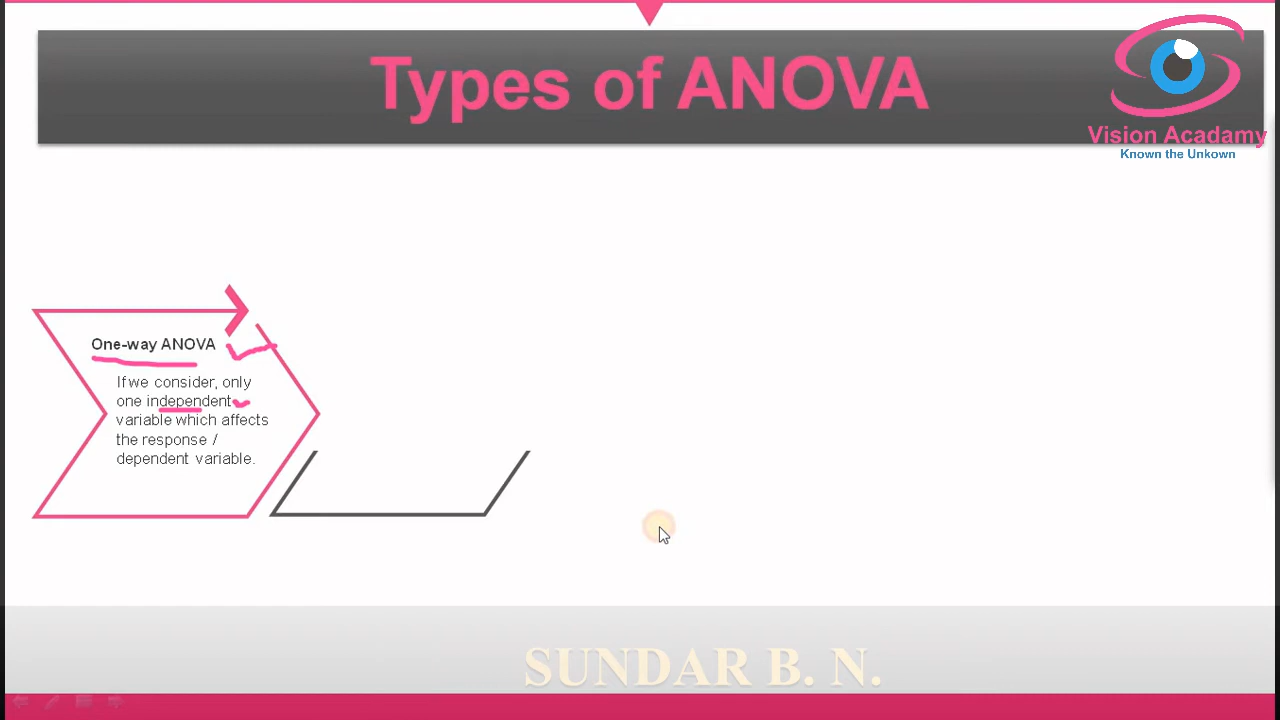 Types of ANOVA
Vision Acadamy
Known the Unkown
One-way ANOVA
If we consider, only
one independent
variable which affects
the response /
dependent variable.
SUNDAR B. N.